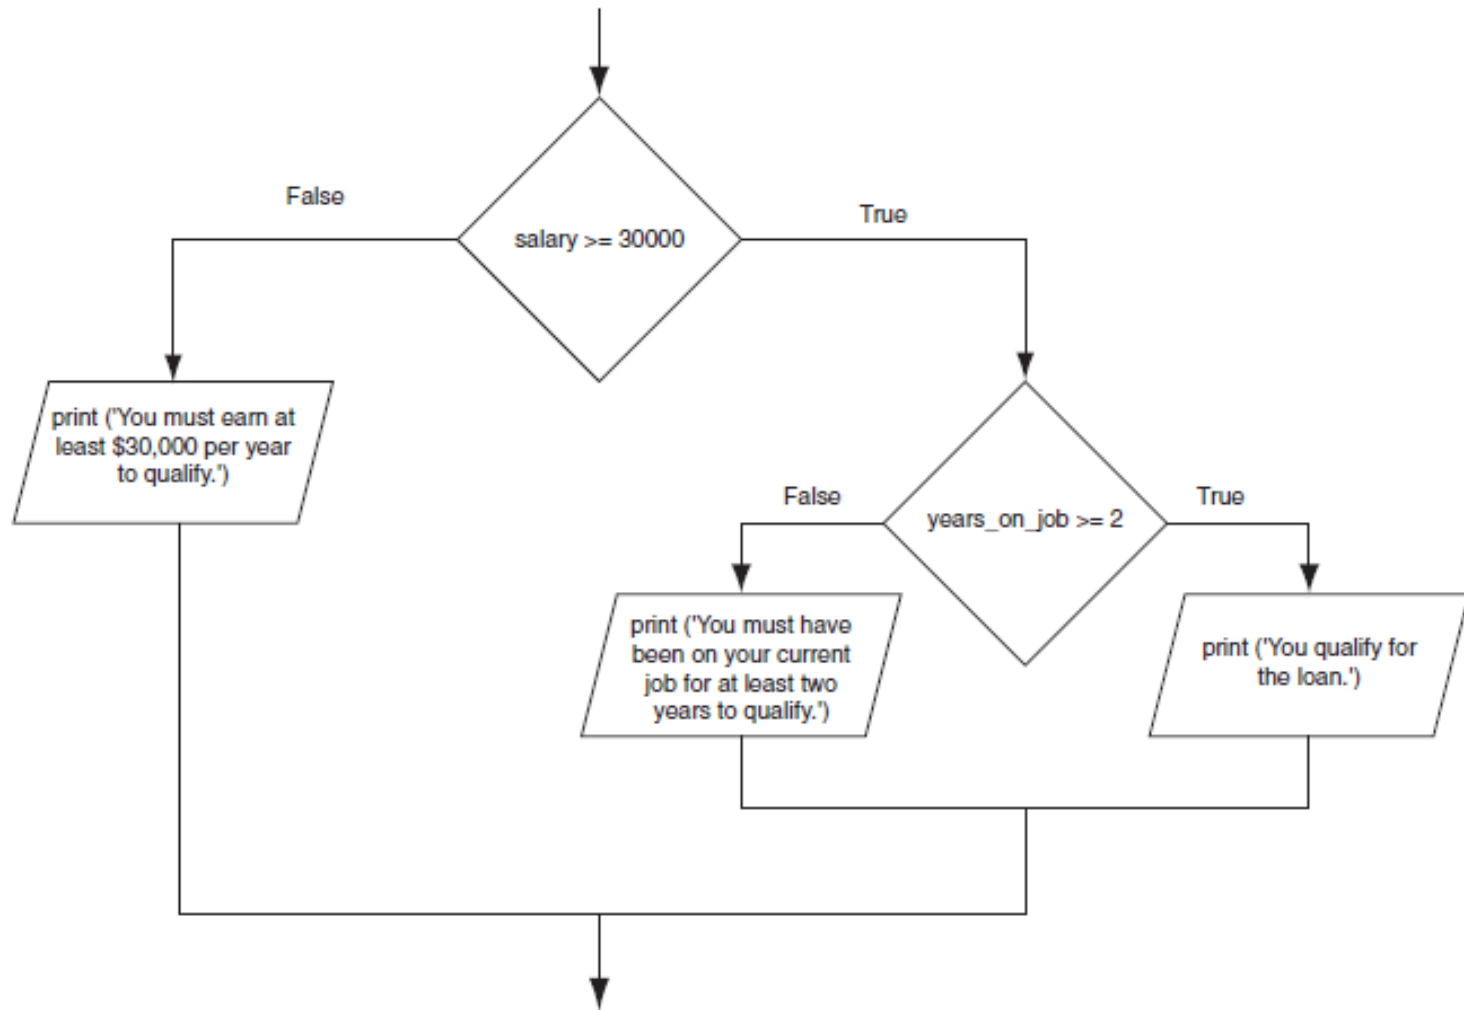 False
True
salary >= 30000
print ('You must earn at
least $30,000 per year
to qualify.')
False
True
years_on_job >= 2
print ('You must have
been on your current
job for at least two
years to qualify.')
print ('You qualify for
the loan.')